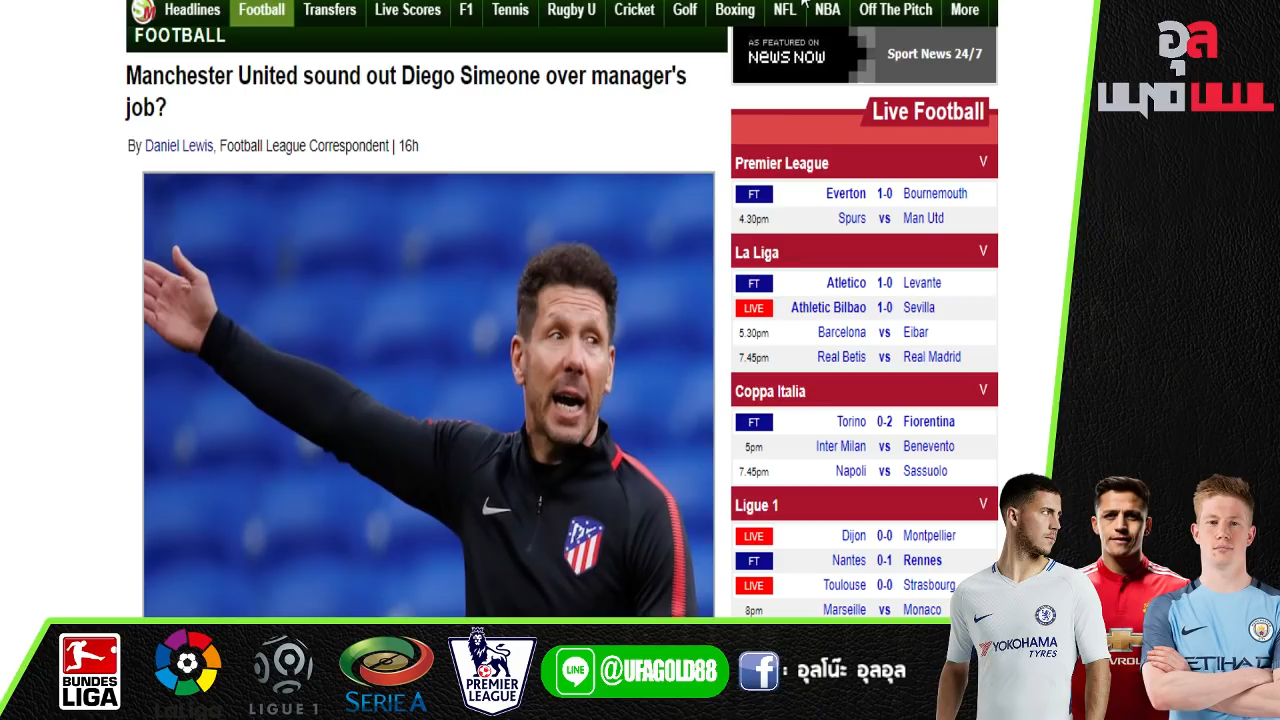 Headlines Football Transfers Live Scores F1 Tennis Rugby U Cricket Golf Boxing NFL NBA Off The Pitch More
FOOTBALL
Manchester United sound out Diego Simeone over manager's
job?
By Daniel Lewis, Football League Correspondent | 16h
AS FEATURED ON
NEWS NOW
Sport News 24/7
Live Football
Premier League V
FT Everton 1-0 Bournemouth
4.30pm Spurs vs Man Utd
La Liga V
FT Atletico 1-0 Levante
LIVE Athletic Bilbao 1-0 Sevilla
5.30pm Barcelona vs Eibar
7.45pm Real Betis vs Real Madrid
Coppa Italia V
FT Torino 0-2 Fiorentina
5pm Inter Milan vs Benevento
7.45pm Napoli vs Sassuolo
Ligue 1 V
LIVE Dijon 0-0 Montpellier
FT Nantes 0-1 Rennes
LIVE Toulouse 0-0 Strasbourg
8pm Marseille vs Monaco
YOKOHAMA
TYRES
BUNDES
LIGA
LaLiga
LIGUE 1
SERIE A
PREMIER
LEAGUE
LINE @UFAGOLD88
f : อุลโน๊ะ อุลอุล